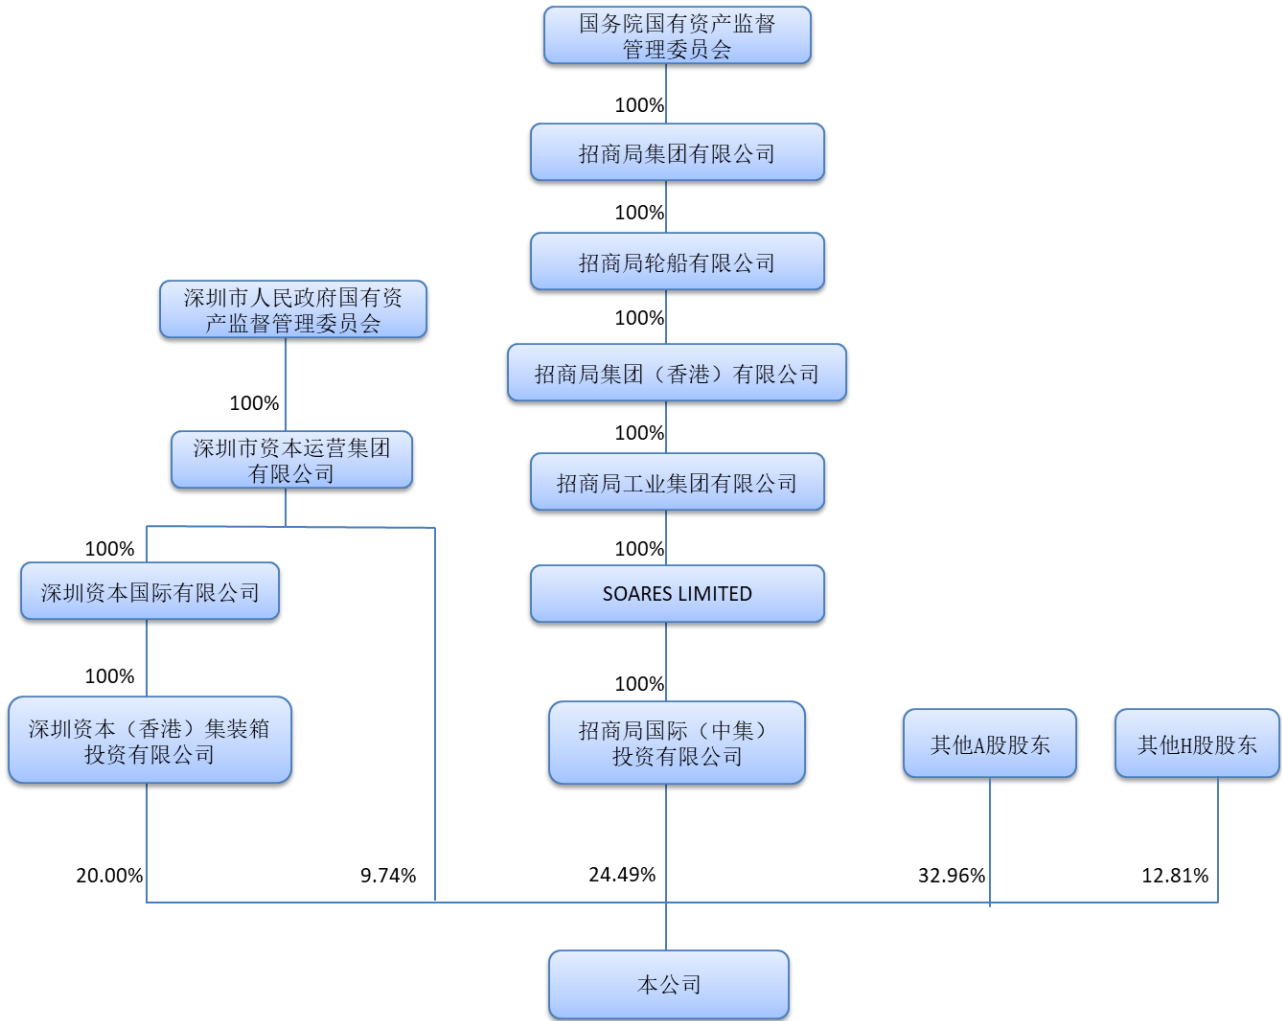 国务院国有资产监督
管理委员会
100%
招商局集团有限公司
100%
招商局轮船有限公司
深圳市人民政府国有资
产监督管理委员会
100%
招商局集团（香港）有限公司
100%
100%
深圳市资本运营集团
有限公司
招商局工业集团有限公司
100%
100%
深圳资本国际有限公司
SOARES LIMITED
100%
100%
深圳资本（香港）集装箱
投资有限公司
招商局国际（中集）
投资有限公司
其他A股股东
其他H股股东
20.00%
9.74%
24.49%
32.96%
12.81%
本公司